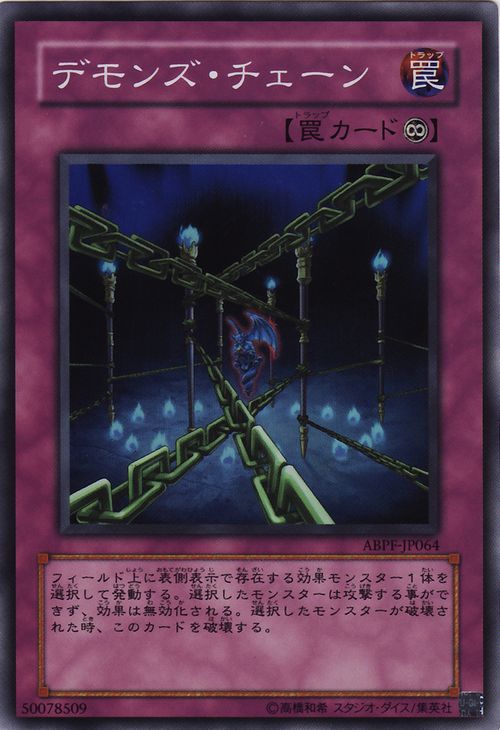 デモンズ・チェーン
トラップ
罠
トラップ
【罠カード】
ABPF-JP064
フィールド上に表側表示で存在する効果モンスター1体を
選択して発動する。選択したモンスターは攻撃する事がで
きず、効果は無効化される。選択したモンスターが破壊さ
れた時、このカードを破壊する。
50078509
©高橋和希 スタジオ・ダイス/集英社